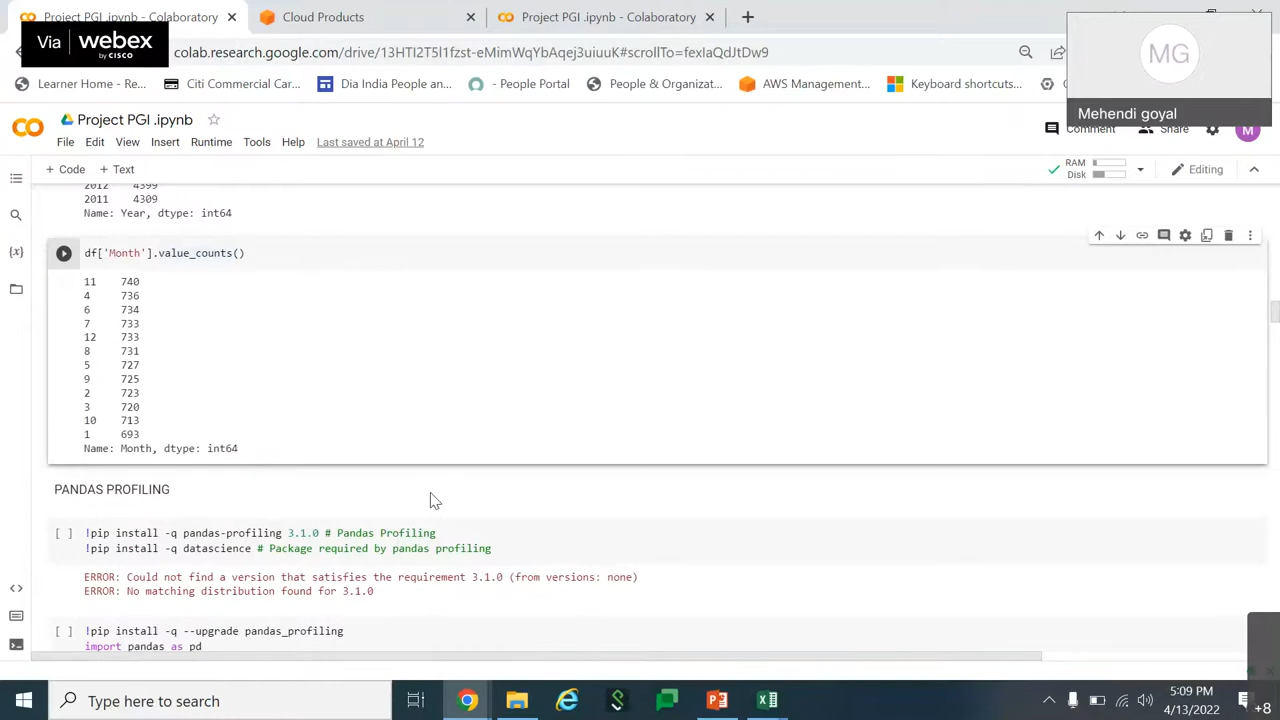 Project PGI .ipynb - Colaboratory
Cloud Products
Project PGI .ipynb - Colaboratory
Via webex by CISCO
colab.research.google.com/drive/13HTI2T5I1fzst-eMimWqYbAqej3uiuuK#scrollTo=fexIaQdJtDw9
MG
Learner Home - Re...
Citi Commercial Car...
Dia India People an...
- People Portal
People & Organizat...
AWS Management...
Keyboard shortcuts...
Mehendi goyal
Project PGI .ipynb
Comment
Share
M
File Edit View Insert Runtime Tools Help Last saved at April 12
+ Code + Text
RAM
Disk
Editing
2012 4399
2011 4309
Name: Year, dtype: int64
df['Month'].value_counts()
11 740
4 736
6 734
7 733
12 733
8 731
5 727
9 725
2 723
3 720
10 713
1 693
Name: Month, dtype: int64
PANDAS PROFILING
[ ] !pip install -q pandas-profiling 3.1.0 # Pandas Profiling
!pip install -q datascience # Package required by pandas profiling
ERROR: Could not find a version that satisfies the requirement 3.1.0 (from versions: none)
ERROR: No matching distribution found for 3.1.0
[ ] !pip install -q --upgrade pandas_profiling
import pandas as pd
Type here to search
5:09 PM
4/13/2022
+8